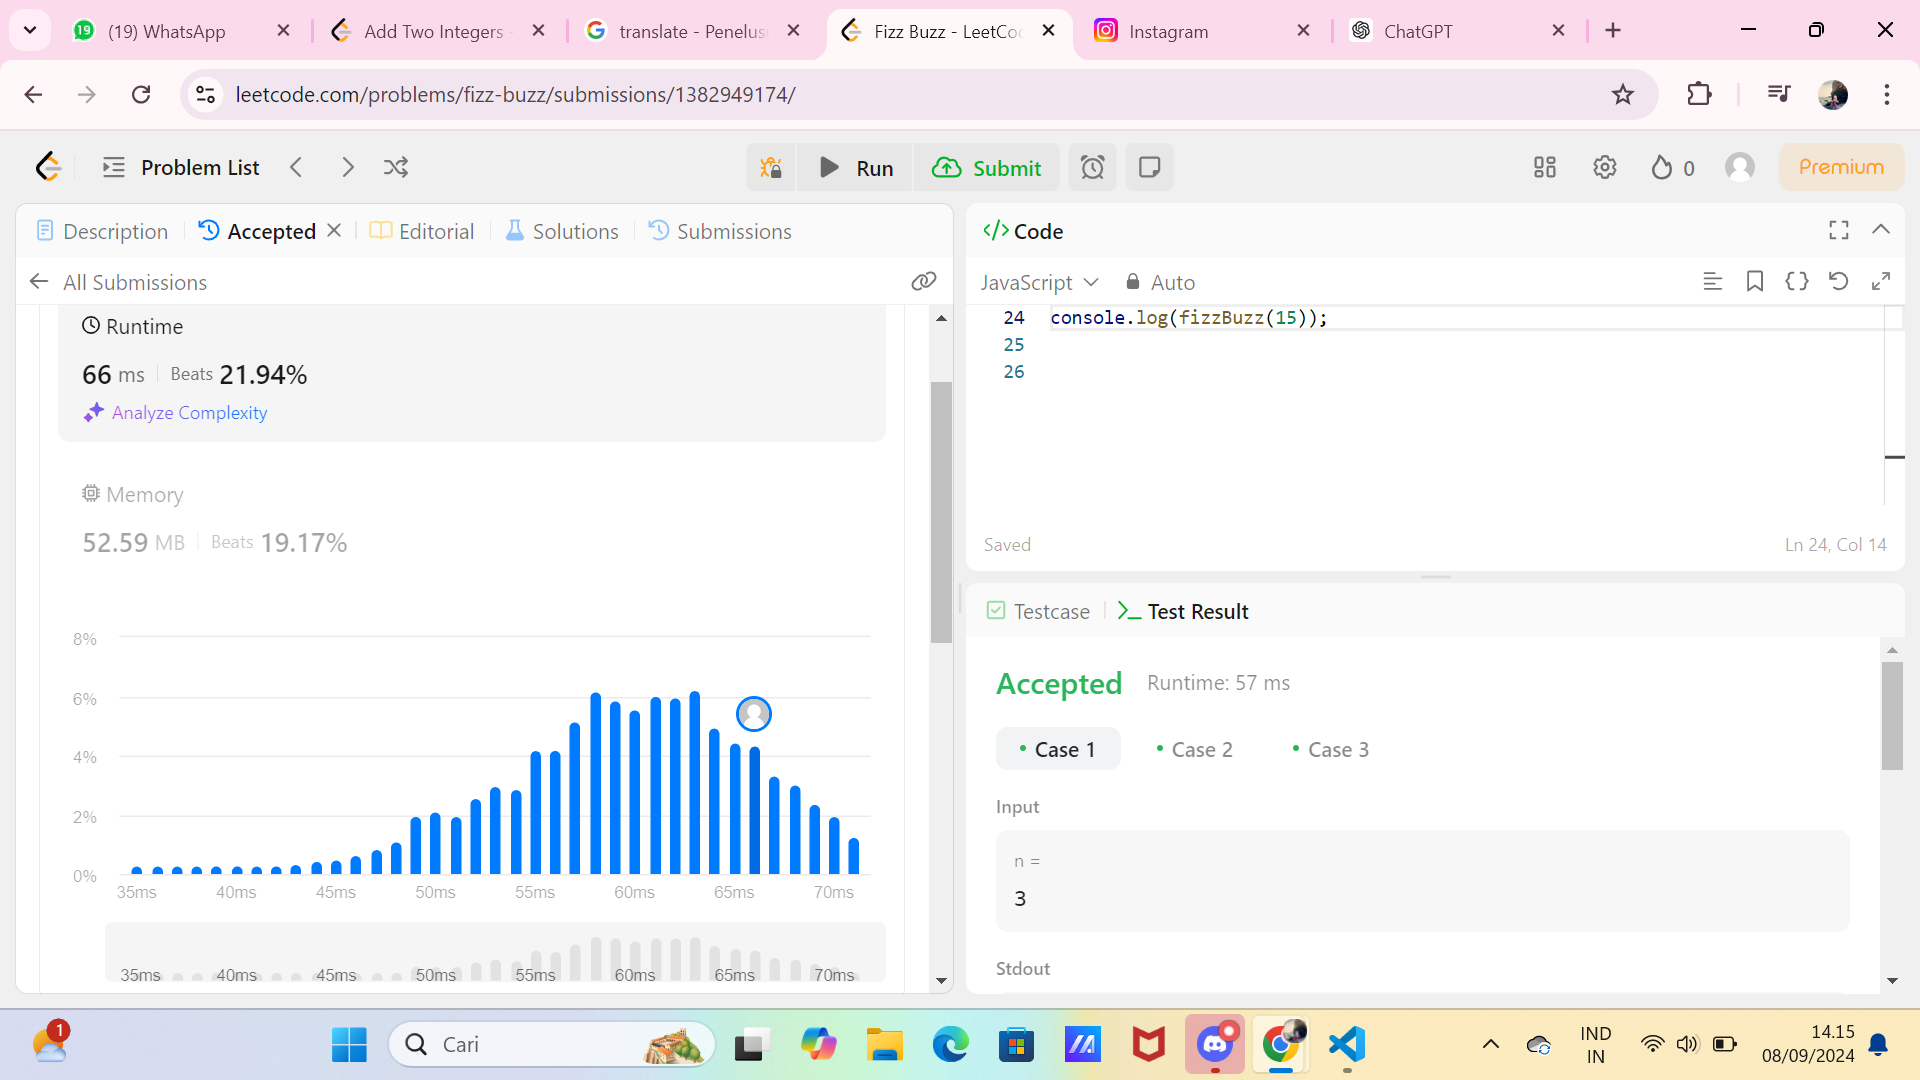 19 (19) WhatsApp
Add Two Integers -
translate - Penelus
Fizz Buzz - LeetCo
Instagram
ChatGPT
leetcode.com/problems/fizz-buzz/submissions/1382949174/
Problem List
Run
Submit
0
Premium
Description
Accepted
Editorial
Solutions
Submissions
All Submissions
Runtime
66 ms Beats 21.94%
Analyze Complexity
Memory
52.59 MB Beats 19.17%
8%
6%
4%
2%
0%
35ms 40ms 45ms 50ms 55ms 60ms 65ms 70ms
35ms 40ms 45ms 50ms 55ms 60ms 65ms 70ms
</> Code
JavaScript Auto
24 console.log(fizzBuzz(15));
25
26
Saved
Ln 24, Col 14
Testcase
Test Result
Accepted Runtime: 57 ms
Case 1
Case 2
Case 3
Input
n =
3
Stdout
1
Cari
IND
IN
14.15
08/09/2024